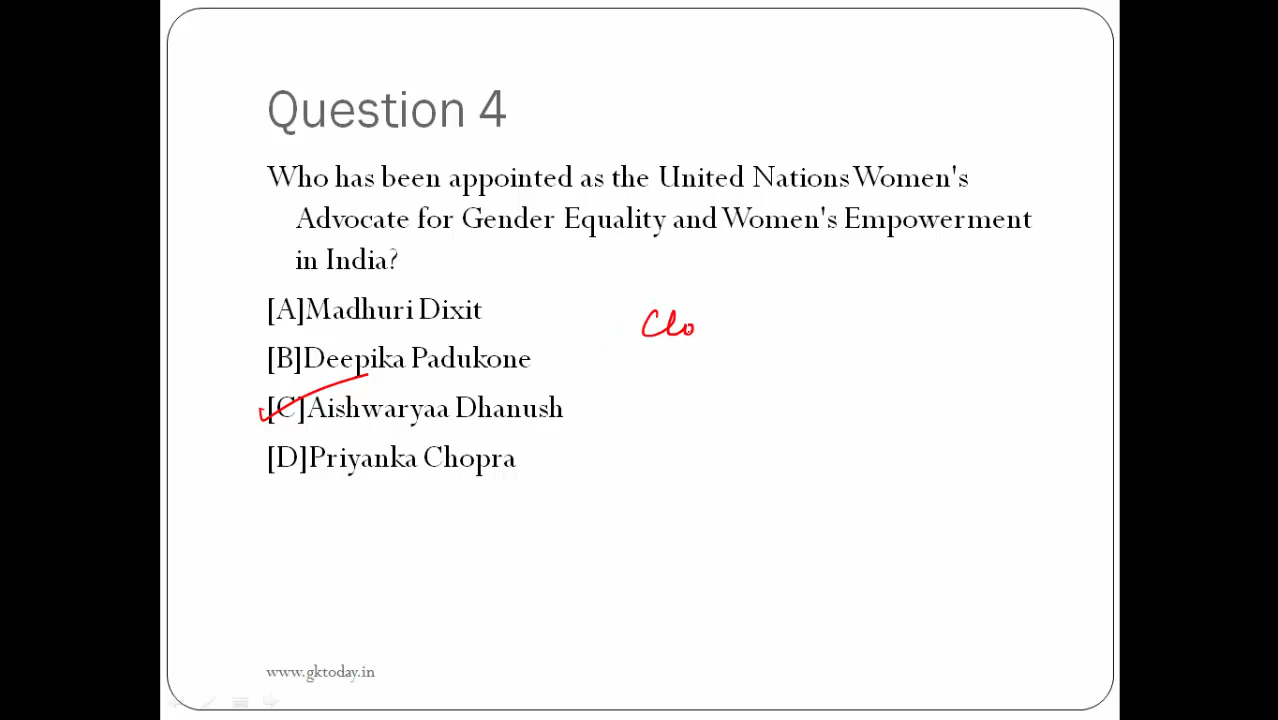 Question 4
Who has been appointed as the United Nations Women's
Advocate for Gender Equality and Women's Empowerment
in India?
[A]Madhuri Dixit
Clo
[B]Deepika Padukone
[C]Aishwaryaa Dhanush
[D]Priyanka Chopra
www.gktoday.in